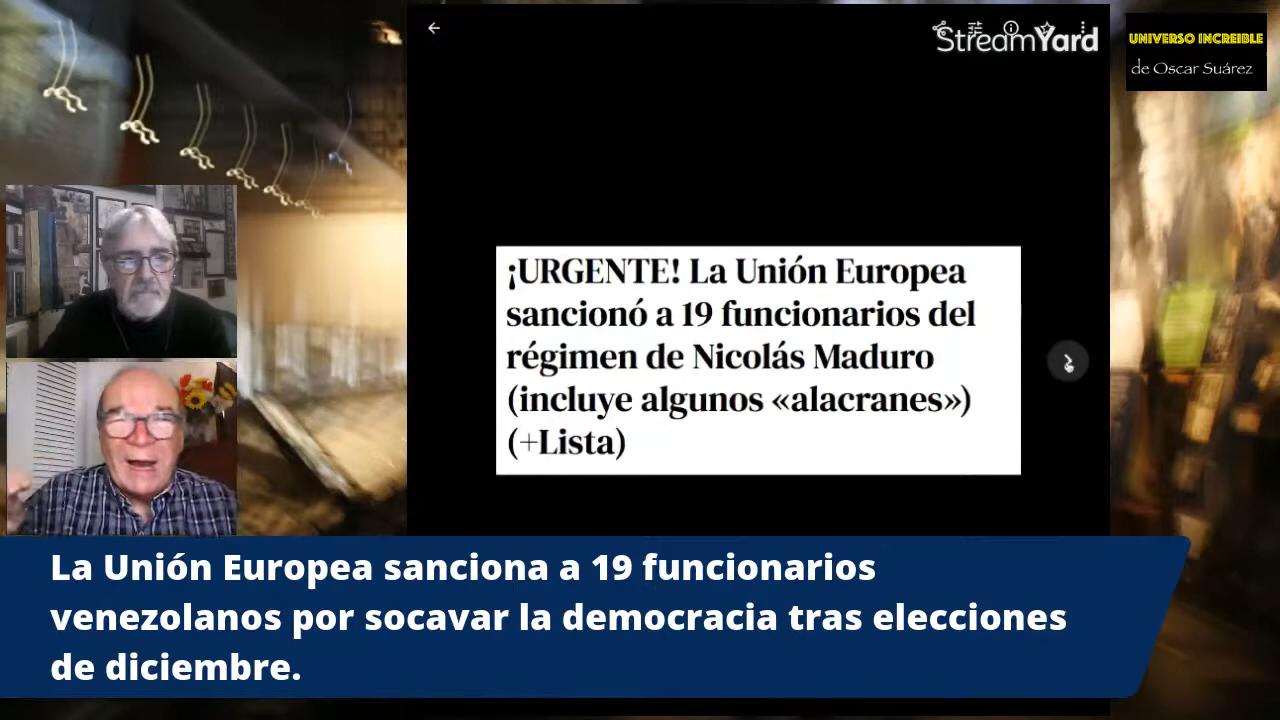 StreamYard
UNIVERSO INCREIBLE
de Oscar Suárez
¡URGENTE! La Unión Europea
sancionó a 19 funcionarios del
régimen de Nicolás Maduro
(incluye algunos «alacranes»)
(+Lista)
La Unión Europea sanciona a 19 funcionarios
venezolanos por socavar la democracia tras elecciones
de diciembre.